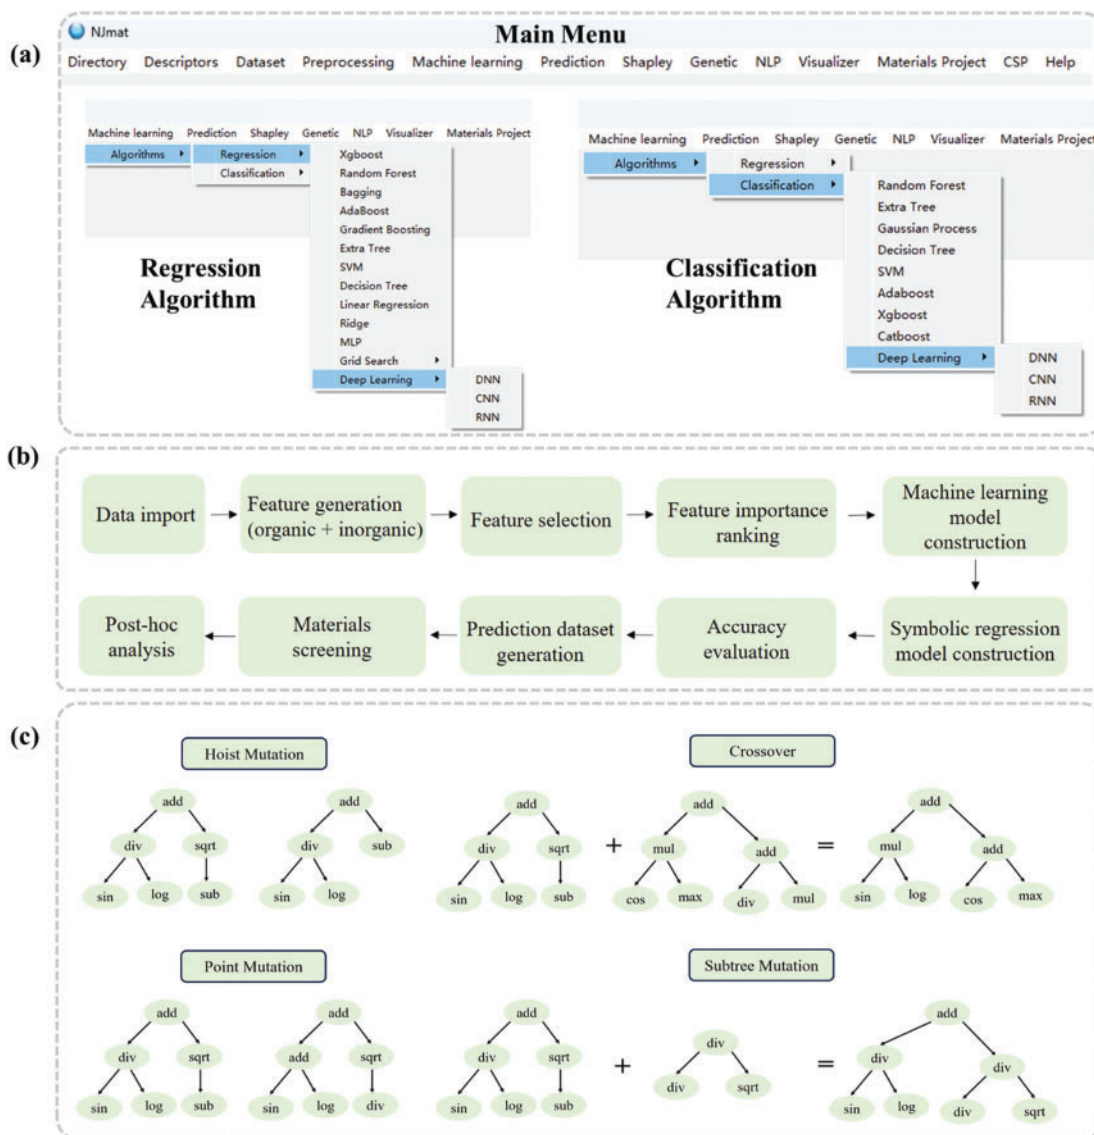 (a)
NJmat
Main Menu
Directory Descriptors Dataset Preprocessing Machine learning Prediction Shapley Genetic NLP Visualizer Materials Project CSP Help
Machine learning Prediction Shapley Genetic NLP Visualizer Materials Project
Algorithms
Regression
Classification
Xgboost
Random Forest
Bagging
AdaBoost
Gradient Boosting
Extra Tree
SVM
Decision Tree
Linear Regression
Ridge
MLP
Grid Search
Deep Learning
DNN
CNN
RNN
Regression
Algorithm
Machine learning Prediction Shapley Genetic NLP Visualizer Materials Project
Algorithms
Regression
Classification
Random Forest
Extra Tree
Gaussian Process
Decision Tree
SVM
Adaboost
Xgboost
Catboost
Deep Learning
DNN
CNN
RNN
Classification
Algorithm
(b)
Data import
Feature generation
(organic + inorganic)
Feature selection
Feature importance
ranking
Machine learning
model
construction
Symbolic regression
model construction
Accuracy
evaluation
Prediction dataset
generation
Materials
screening
Post-hoc
analysis
(c)
Hoist Mutation
add
div sqrt
sin log sub
add
div sub
sin log
Crossover
add
div sqrt
sin log sub
+
add
mul add
cos max div mul
=
add
mul add
sin log cos max
Point Mutation
add
div sqrt
sin log sub
add
add sqrt
sin log div
Subtree Mutation
add
div sqrt
sin log sub
+
div
div sqrt
=
add
div div
sin log div sqrt